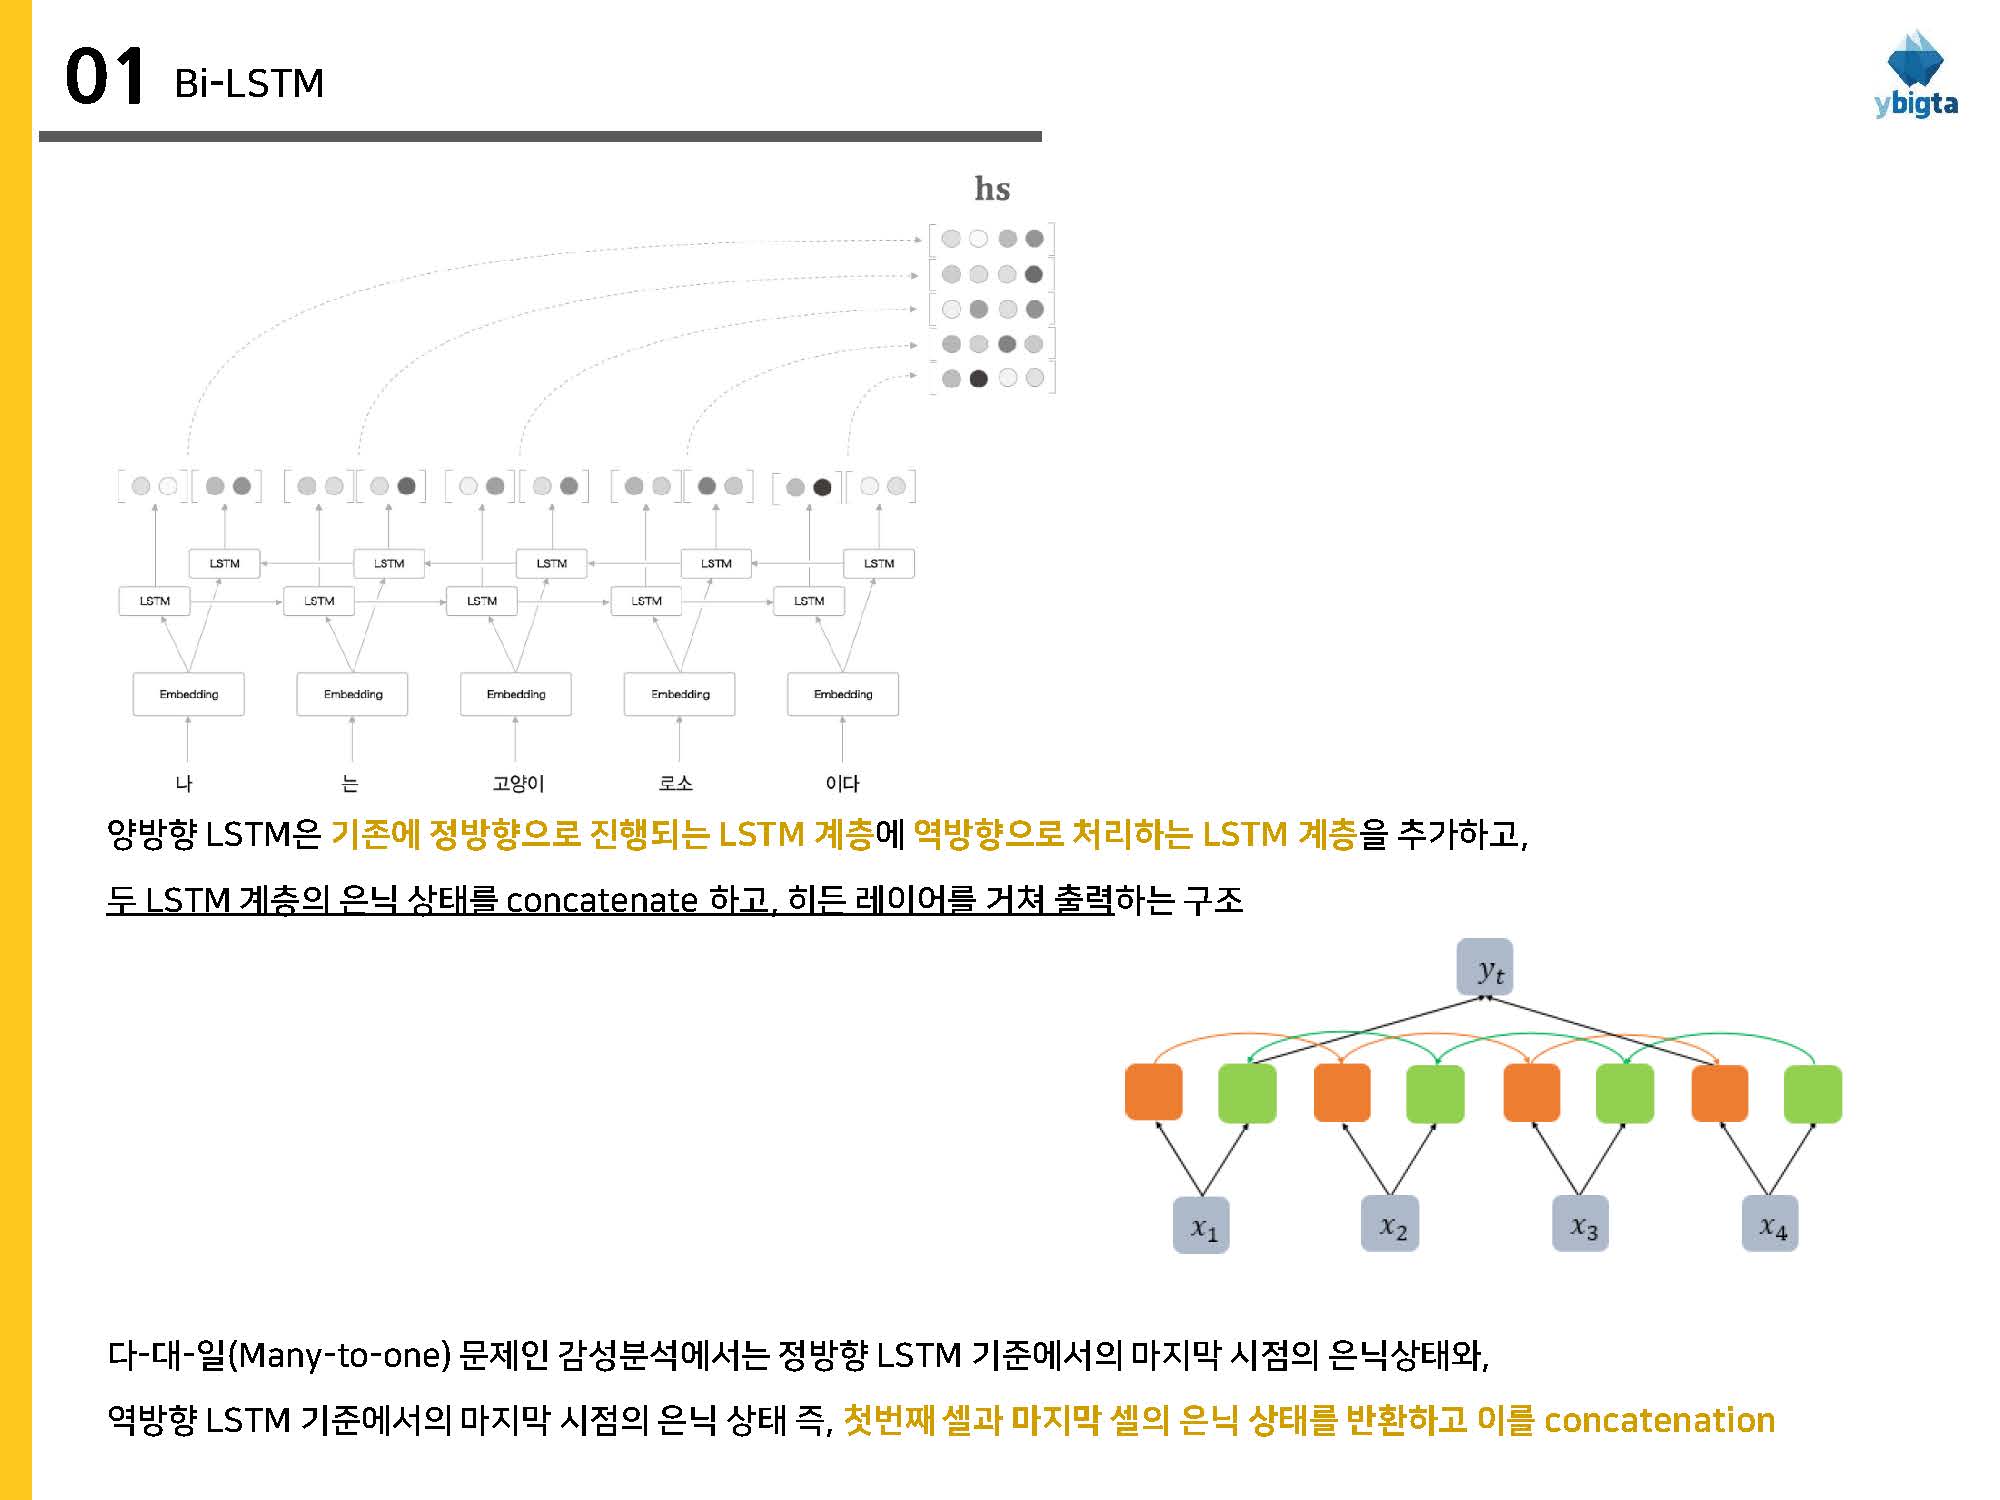 01 Bi-LSTM
ybigta
hs
LSTM LSTM LSTM LSTM LSTM
LSTM LSTM LSTM LSTM LSTM
Embedding Embedding Embedding Embedding Embedding
나 는 고양이 로소 이다
양방향 LSTM은 기존에 정방향으로 진행되는 LSTM 계층에 역방향으로 처리하는 LSTM 계층을 추가하고,
두 LSTM 계층의 은닉 상태를 concatenate 하고, 히든 레이어를 거쳐 출력하는 구조
yₜ
x₁ x₂ x₃ x₄
다-대-일(Many-to-one) 문제인 감성분석에서는 정방향 LSTM 기준에서의 마지막 시점의 은닉상태와,
역방향 LSTM 기준에서의 마지막 시점의 은닉 상태 즉, 첫번째 셀과 마지막 셀의 은닉 상태를 반환하고 이를 concatenation